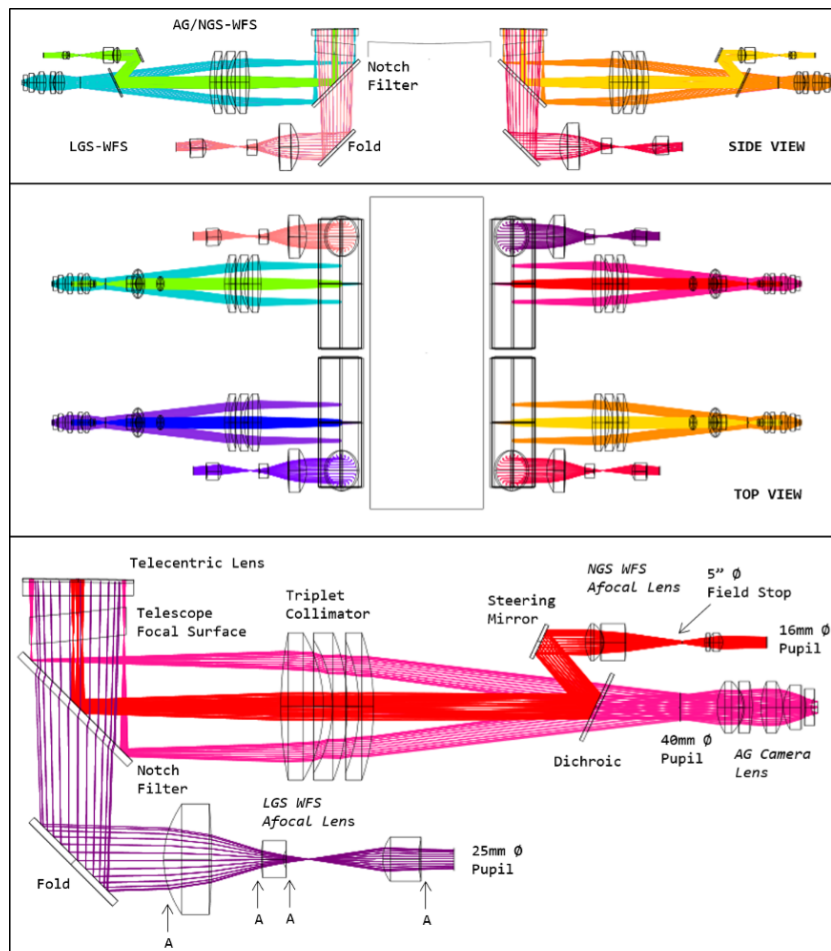 AG/NGS-WFS
Notch
Filter
LGS-WFS
Fold
SIDE VIEW
TOP VIEW
Telecentric Lens
Telescope
Focal Surface
Triplet
Collimator
Steering
Mirror
NGS WFS
Afocal Lens
5” Ø
Field Stop
16mm Ø
Pupil
Notch
Filter
Dichroic
40mm Ø
Pupil
AG Camera
Lens
LGS WFS
Afocal Lens
Fold
25mm Ø
Pupil
A
A
A
A